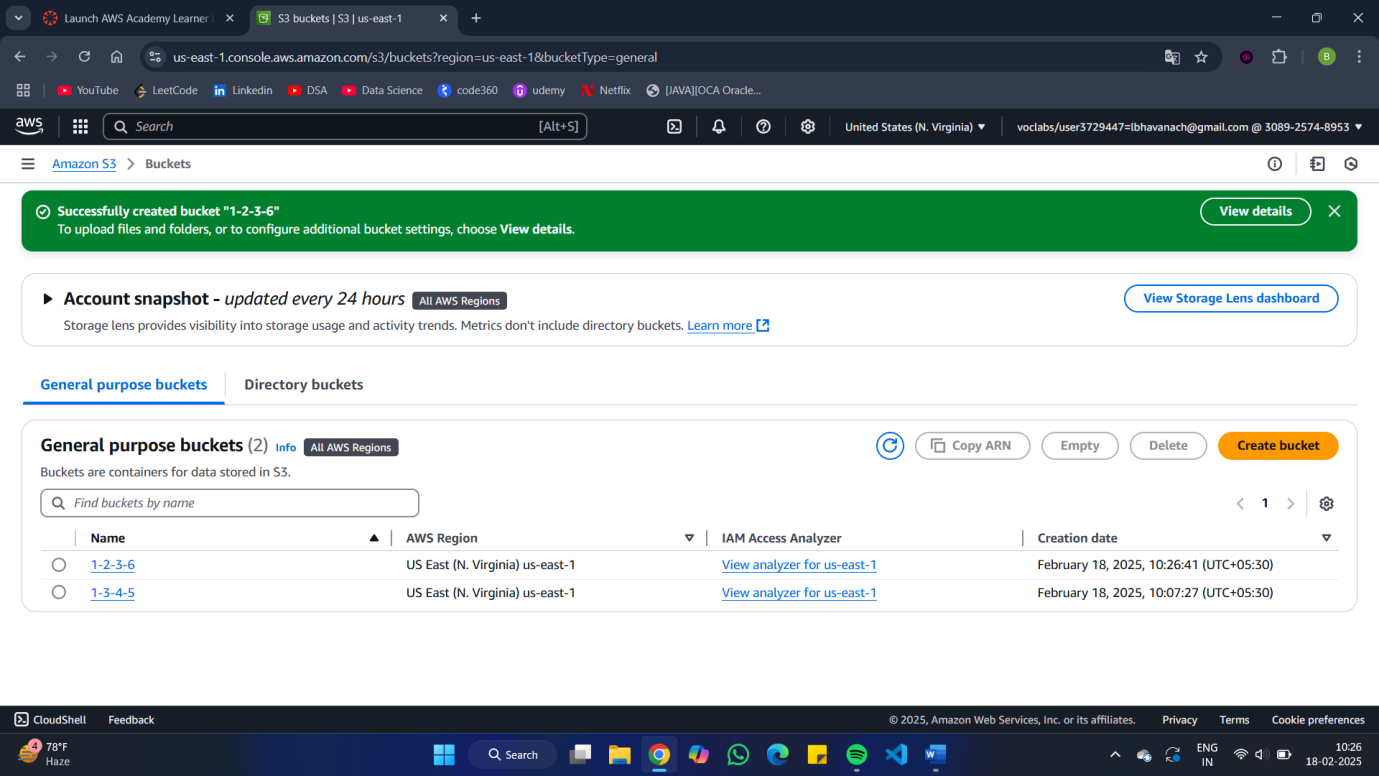 Launch AWS Academy Learner
S3 buckets | S3 | us-east-1
us-east-1.console.aws.amazon.com/s3/buckets?region=us-east-1&bucketType=general
B
YouTube
LeetCode
Linkedin
DSA
Data Science
code360
udemy
Netflix
[JAVA][OCA Oracle...
aws
Search
[Alt+S]
United States (N. Virginia)
voclabs/user3729447=lbhavanach@gmail.com @ 3089-2574-8953
Amazon S3
Buckets
Successfully created bucket "1-2-3-6"
To upload files and folders, or to configure additional bucket settings, choose View details.
View details
Account snapshot - updated every 24 hours
All AWS Regions
View Storage Lens dashboard
Storage lens provides visibility into storage usage and activity trends. Metrics don't include directory buckets. Learn more
General purpose buckets
Directory buckets
General purpose buckets (2)
Info
All AWS Regions
Copy ARN
Empty
Delete
Create bucket
Buckets are containers for data stored in S3.
Find buckets by name
1
Name
AWS Region
IAM Access Analyzer
Creation date
1-2-3-6
US East (N. Virginia) us-east-1
View analyzer for us-east-1
February 18, 2025, 10:26:41 (UTC+05:30)
1-3-4-5
US East (N. Virginia) us-east-1
View analyzer for us-east-1
February 18, 2025, 10:07:27 (UTC+05:30)
CloudShell
Feedback
© 2025, Amazon Web Services, Inc. or its affiliates.
Privacy
Terms
Cookie preferences
4
78°F
Haze
Search
ENG
IN
10:26
18-02-2025